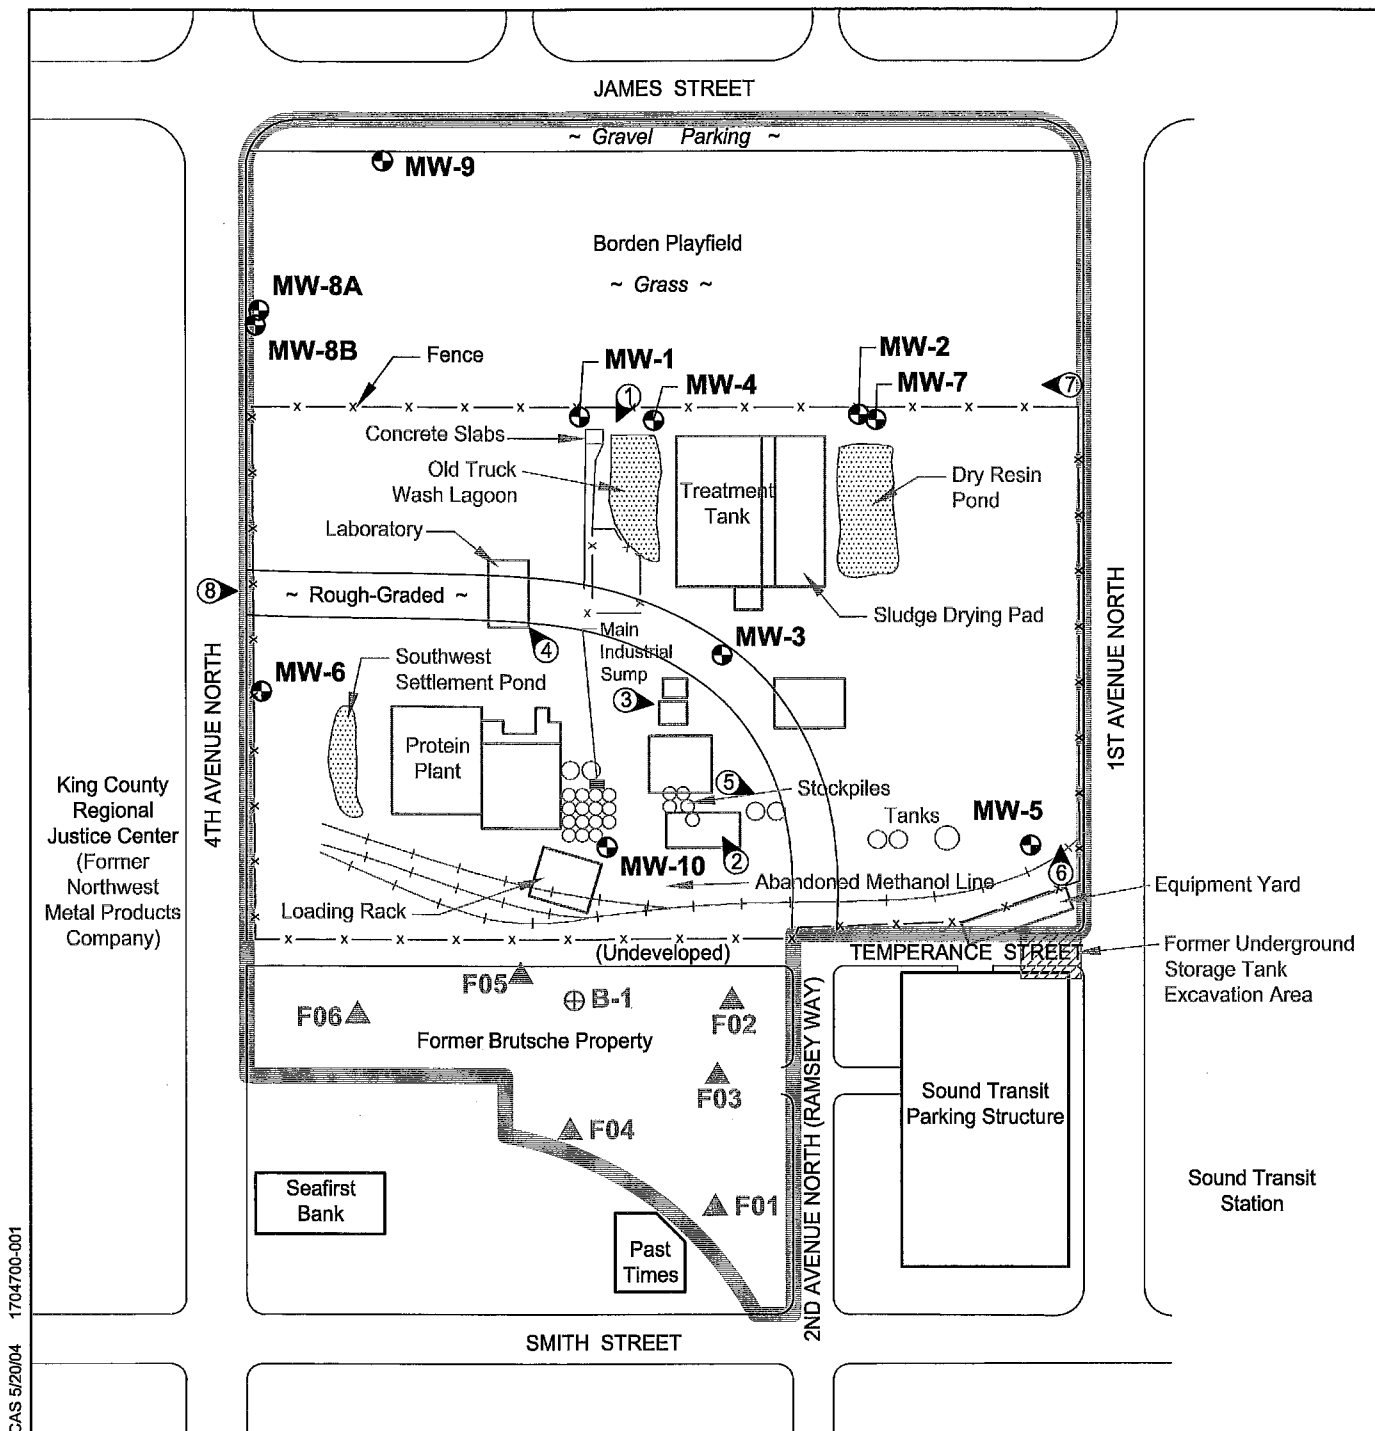 JAMES STREET
~ Gravel Parking ~
MW-9
Borden Playfield
~ Grass ~
MW-8A
MW-8B
Fence
MW-1
MW-2
MW-4
MW-7
1
7
Concrete Slabs
Old Truck
Wash Lagoon
Treatment
Tank
Dry Resin
Pond
Laboratory
8
~ Rough-Graded ~
Sludge Drying Pad
4
Main
Industrial
Sump
MW-3
MW-6
Southwest
Settlement Pond
3
4TH AVENUE NORTH
1ST AVENUE NORTH
Protein
Plant
King County
Regional
Justice Center
(Former
Northwest
Metal Products
Company)
5
Stockpiles
Tanks
MW-5
MW-10
2
6
Abandoned Methanol Line
Equipment Yard
Loading Rack
(Undeveloped)
TEMPERANCE STREET
Former Underground
Storage Tank
Excavation Area
F05
B-1
F02
F06
Former Brutsche Property
F03
F04
2ND AVENUE NORTH (RAMSEY WAY)
Sound Transit
Parking Structure
Seafirst
Bank
F01
Sound Transit
Station
Past
Times
SMITH STREET
CAS 5/20/04 1704700-001